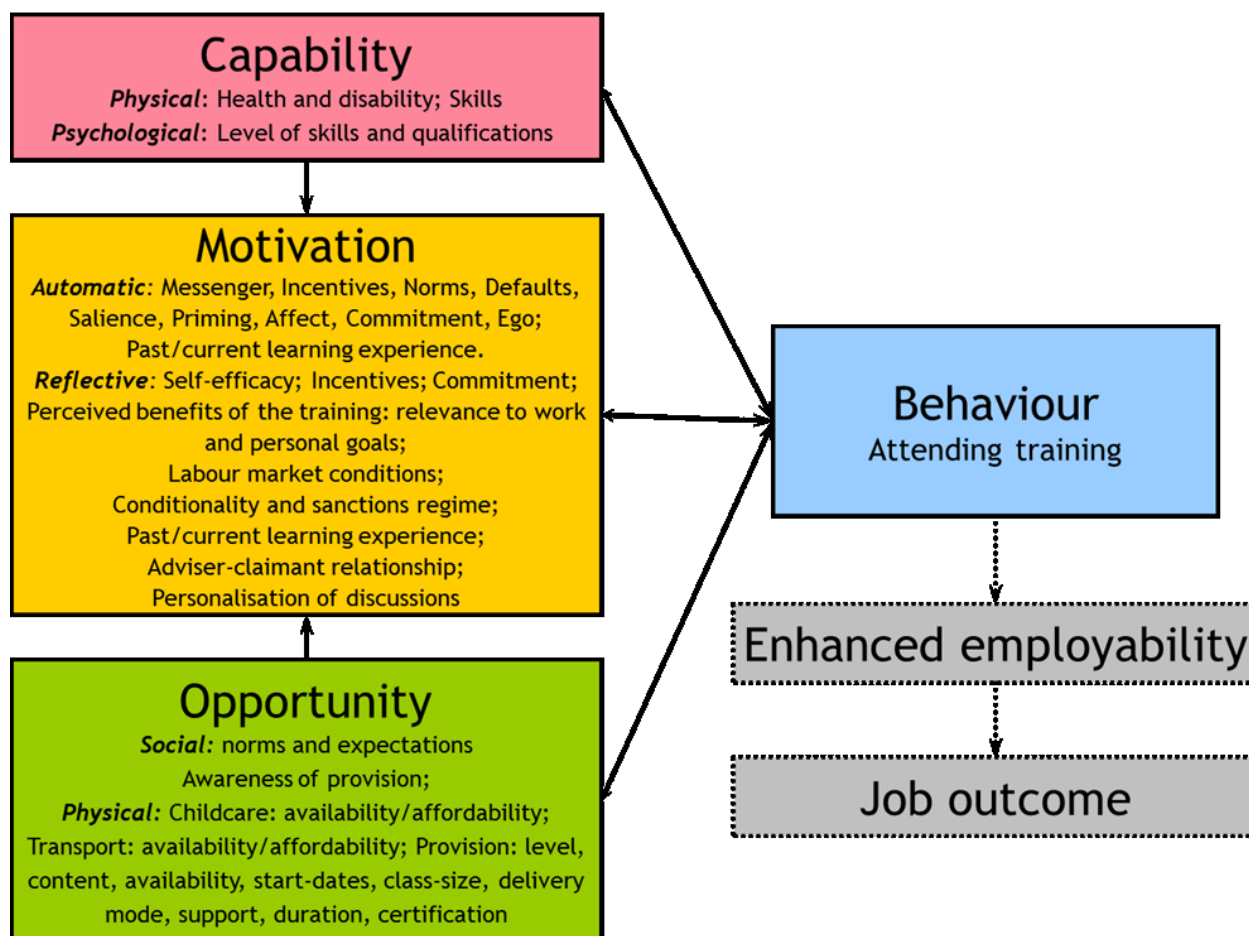 Capability
Physical: Health and disability; Skills
Psychological: Level of skills and qualifications
Motivation
Automatic: Messenger, Incentives, Norms, Defaults,
Salience, Priming, Affect, Commitment, Ego;
Past/current learning experience.
Reflective: Self-efficacy; Incentives; Commitment;
Perceived benefits of the training: relevance to work
and personal goals;
Labour market conditions;
Conditionality and sanctions regime;
Past/current learning experience;
Adviser-claimant relationship;
Personalisation of discussions
Opportunity
Social: norms and expectations
Awareness of provision;
Physical: Childcare: availability/affordability;
Transport: availability/affordability; Provision: level,
content, availability, start-dates, class-size, delivery
mode, support, duration, certification
Behaviour
Attending training
Enhanced employability
Job outcome